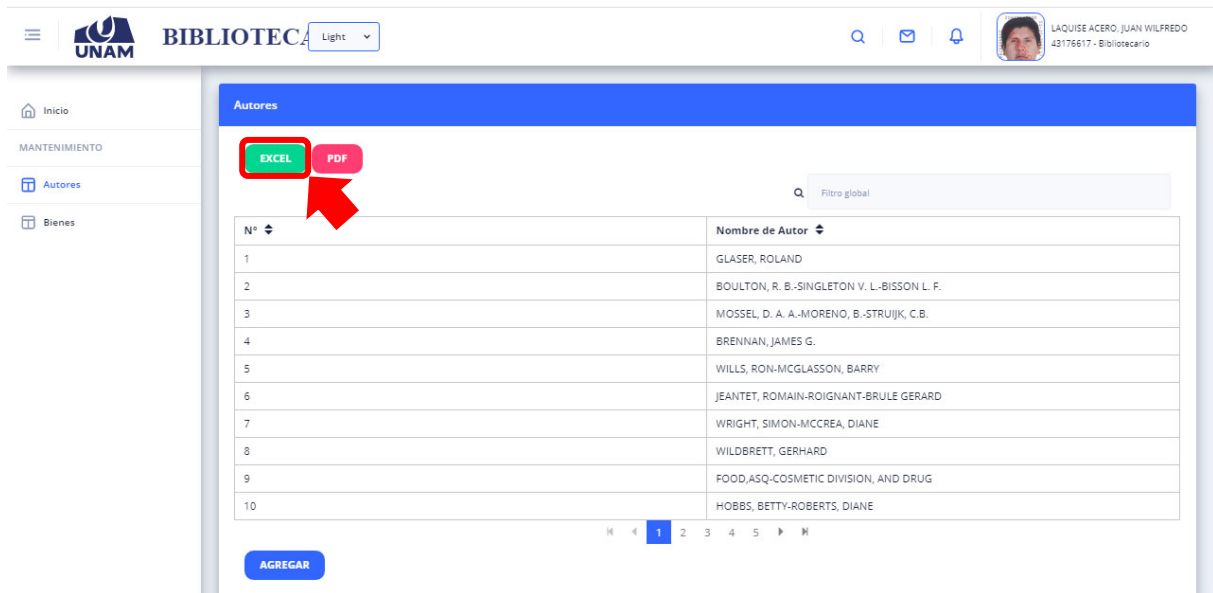 UNAM
BIBLIOTECA
Light
LAQUISE ACERO, JUAN WILFREDO
43176617 - Bibliotecario
Inicio
MANTENIMIENTO
Autores
Bienes
Autores
EXCEL PDF
Filtro global
N° Nombre de Autor
1 GLASER, ROLAND
2 BOULTON, R. B.-SINGLETON V. L.-BISSON L. F.
3 MOSSEL, D. A. A.-MORENO, B.-STRUIJK, C.B.
4 BRENNAN, JAMES G.
5 WILLS, RON-MCGLASSON, BARRY
6 JEANTET, ROMAIN-ROIGNANT-BRULE GERARD
7 WRIGHT, SIMON-MCCREA, DIANE
8 WILDBRETT, GERHARD
9 FOOD,ASQ-COSMETIC DIVISION, AND DRUG
10 HOBBS, BETTY-ROBERTS, DIANE
1 2 3 4 5
AGREGAR